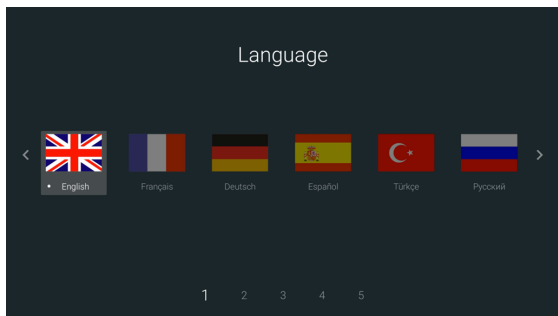 Language
English
Français
Deutsch
Español
Türkçe
Русский
1 2 3 4 5